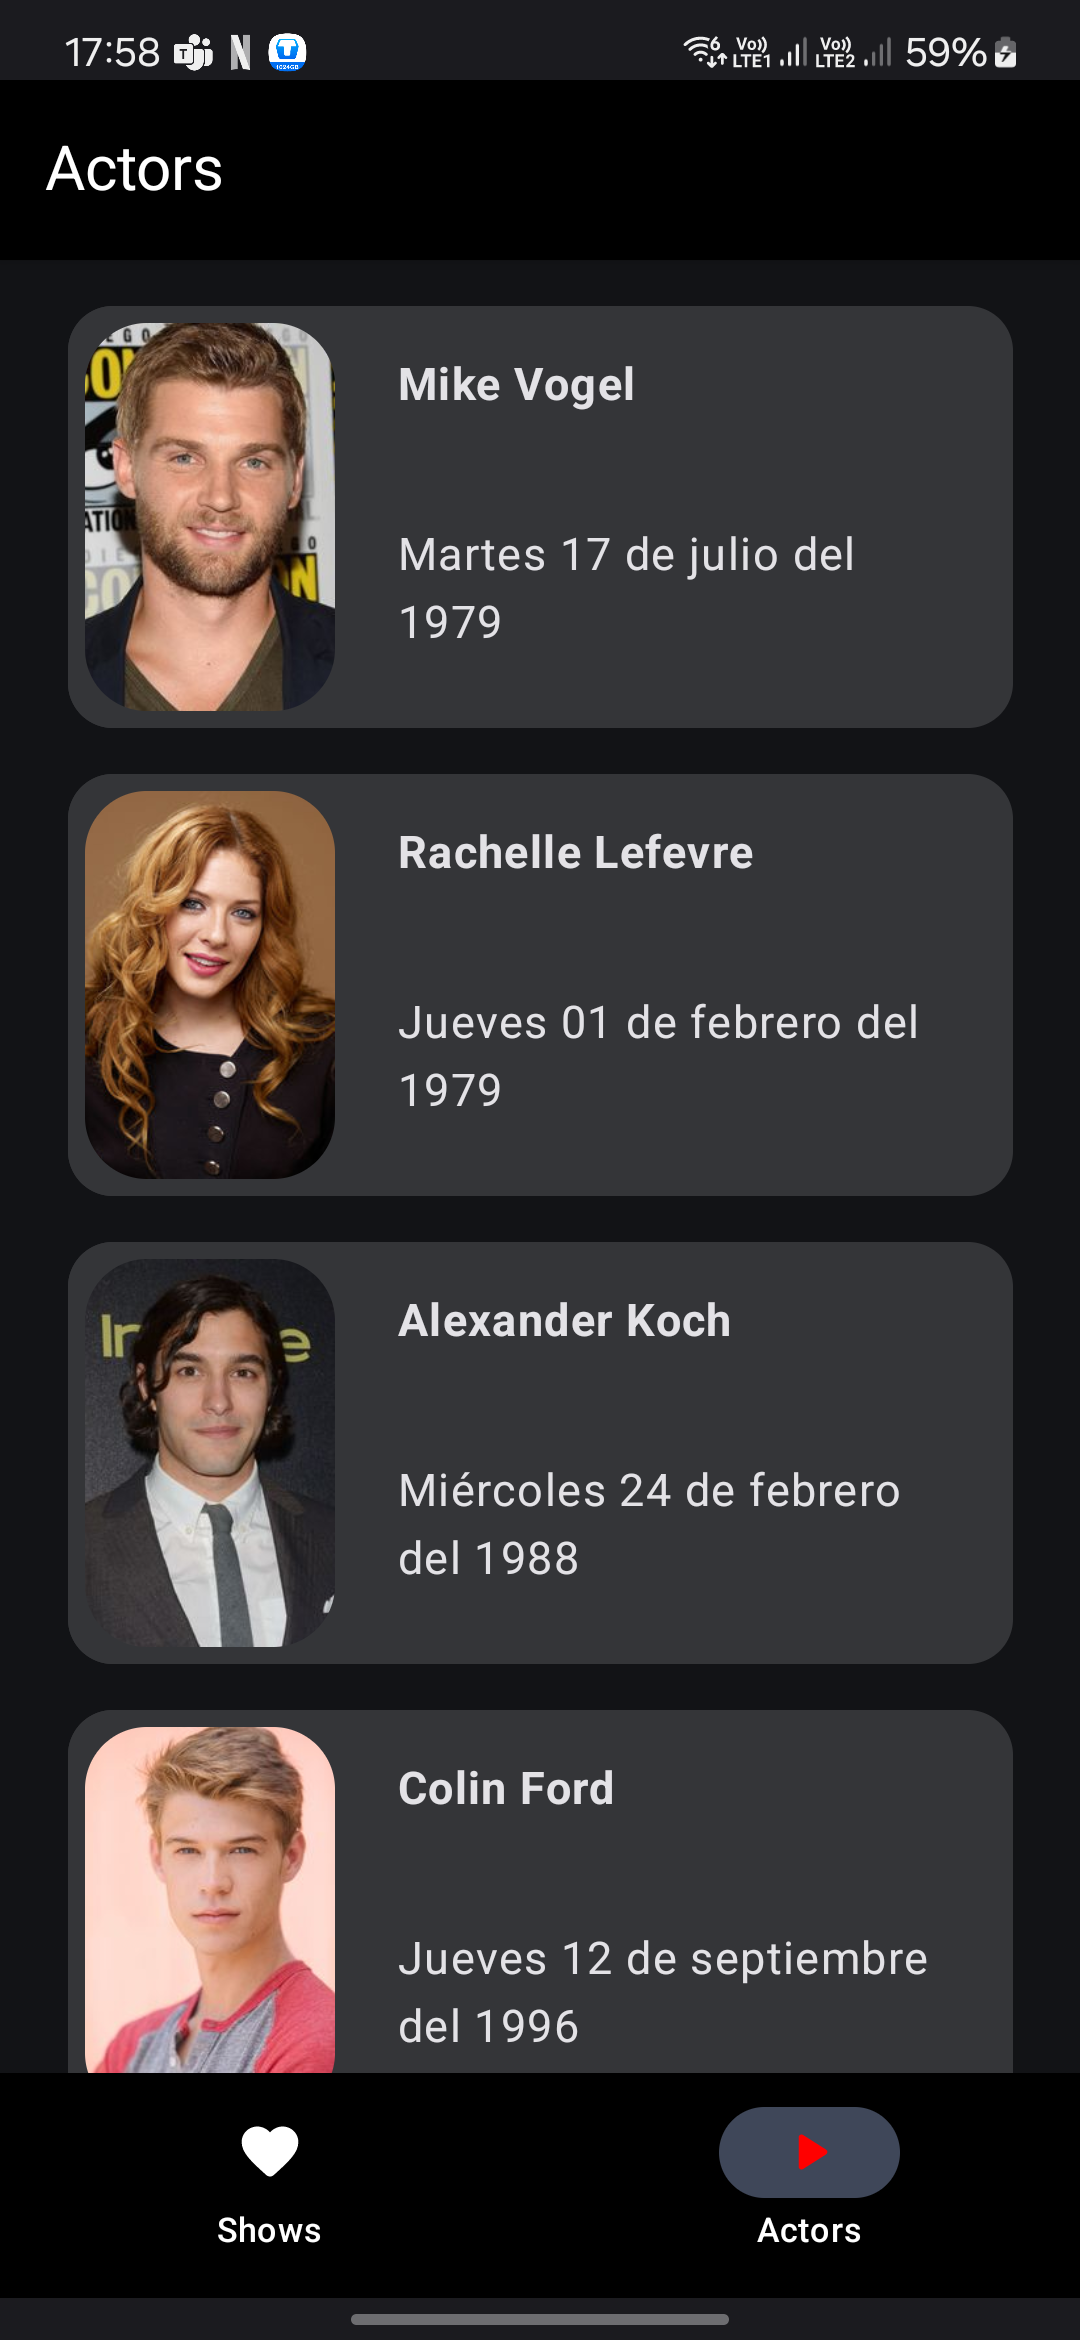 17:58
Vo)) LTE1
Vo)) LTE2
59%
Actors
Mike Vogel
Martes 17 de julio del
1979
Rachelle Lefevre
Jueves 01 de febrero del
1979
Alexander Koch
Miércoles 24 de febrero
del 1988
Colin Ford
Jueves 12 de septiembre
del 1996
Shows
Actors